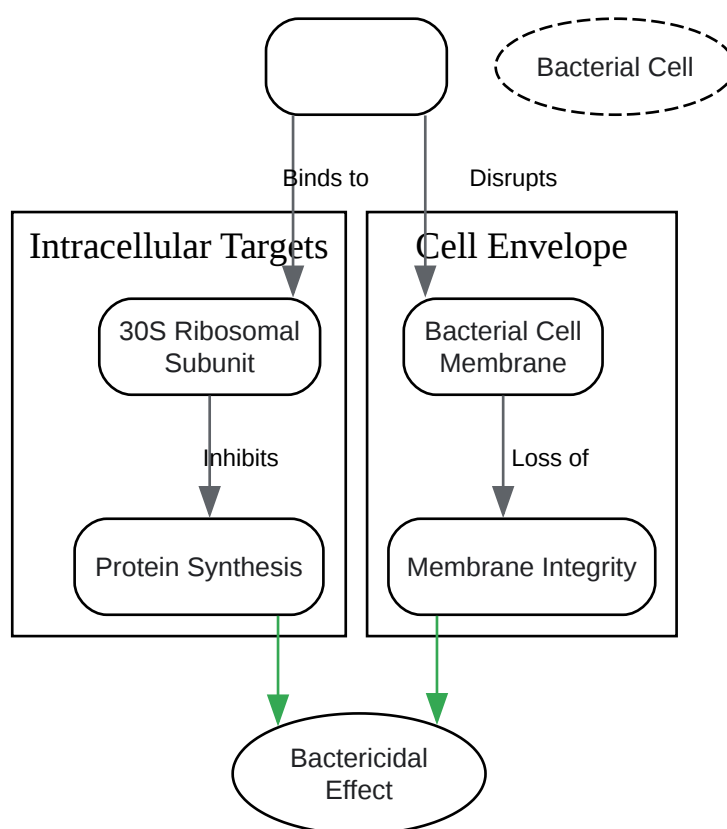 Bacterial Cell
Binds to
Disrupts
Intracellular Targets
Cell Envelope
30S Ribosomal
Subunit
Bacterial Cell
Membrane
Inhibits
Loss of
Protein Synthesis
Membrane Integrity
Bactericidal
Effect